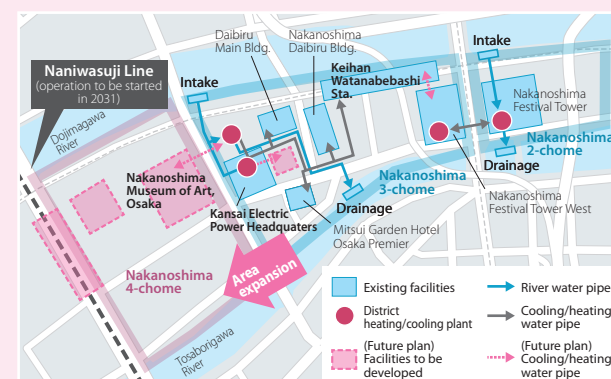 Daibiru
Main Bldg.
Nakanoshima
Daibiru Bldg.
Naniwasuji Line
(operation to be started
in 2031)
Intake
Keihan
Watanabebashi
Sta.
Intake
Dojimagawa
River
Nakanoshima
Festival Tower
Nakanoshima
2-chome
Nakanoshima
Museum of Art,
Osaka
Nakanoshima
3-chome
Drainage
Kansai Electric
Power Headquaters
Drainage
Nakanoshima
Festival Tower West
Mitsui Garden Hotel
Osaka Premier
Nakanoshima
4-chome
Area
expansion
Tosaborigawa
River
Existing facilities
River water pipe
District
heating/cooling plant
Cooling/heating
water pipe
(Future plan)
Facilities to be
developed
(Future plan)
Cooling/heating
water pipe